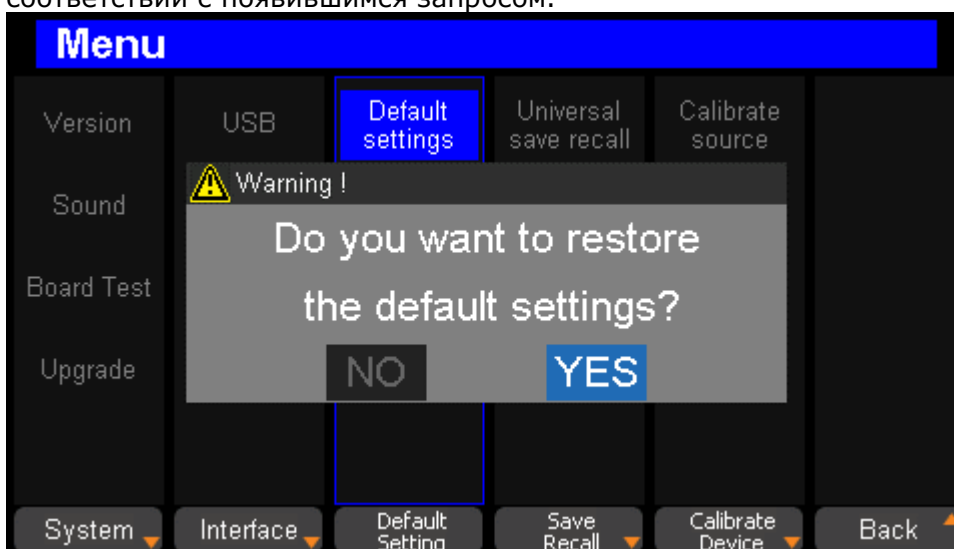 соответствии с появившимся запросом.
Menu
Version
USB
Default
settings
Universal
save recall
Calibrate
source
Sound
Board Test
Upgrade
Warning !
Do you want to restore
the default settings?
NO
YES
System
Interface
Default
Setting
Save
Recall
Calibrate
Device
Back